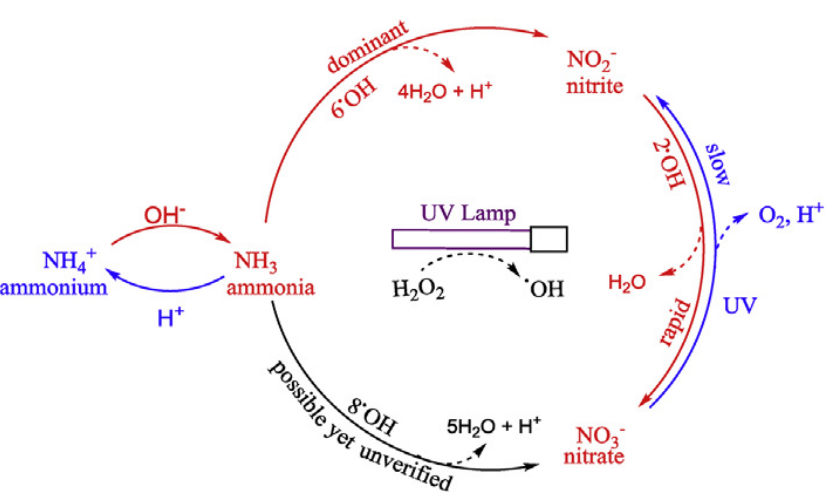 dominant
6·OH
4H₂O + H⁺
NO₂⁻
nitrite
2·OH
slow
UV Lamp
OH⁻
O₂, H⁺
NH₄⁺
ammonium
NH₃
ammonia
H₂O₂
·OH
H₂O
UV
H⁺
rapid
8·OH
possible yet unverified
5H₂O + H⁺
NO₃⁻
nitrate